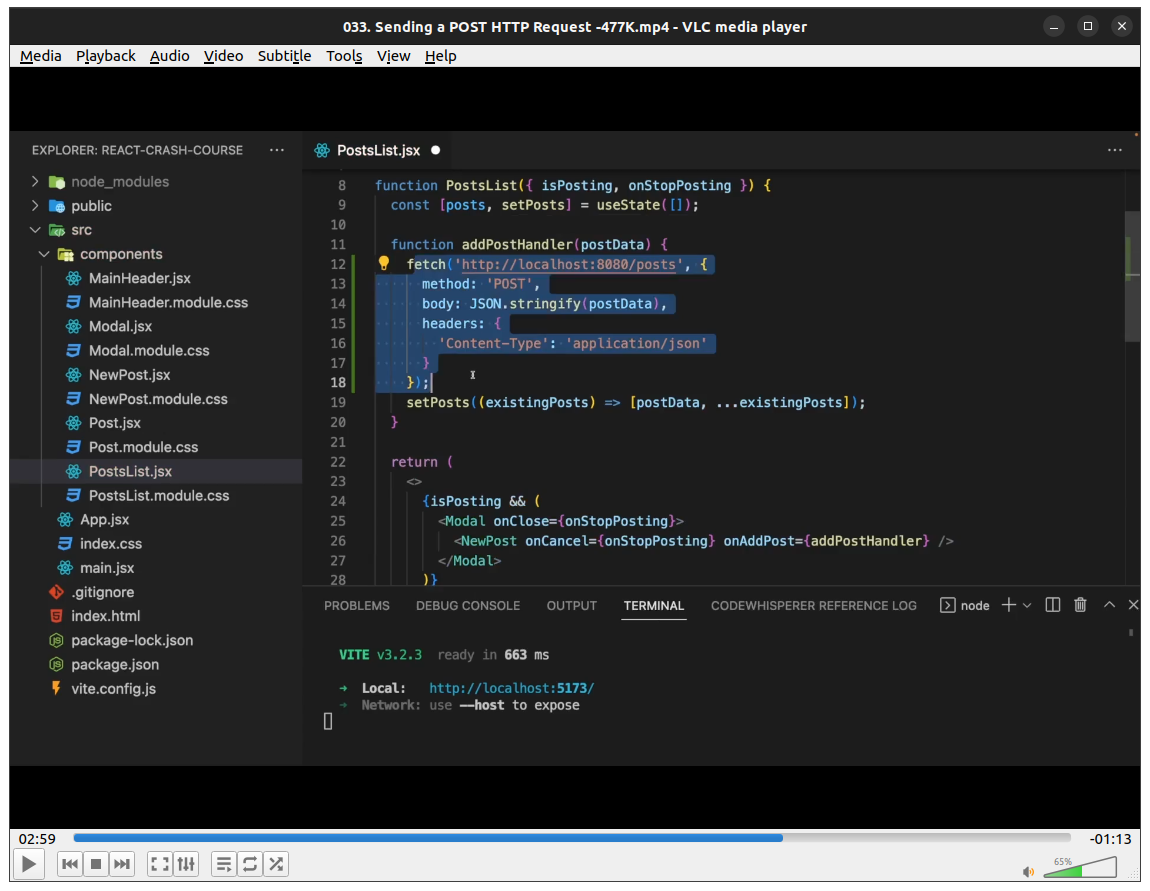 033. Sending a POST HTTP Request -477K.mp4 - VLC media player
Media Playback Audio Video Subtitle Tools View Help
EXPLORER: REACT-CRASH-COURSE ...
node_modules
public
src
components
MainHeader.jsx
MainHeader.module.css
Modal.jsx
Modal.module.css
NewPost.jsx
NewPost.module.css
Post.jsx
Post.module.css
PostsList.jsx
PostsList.module.css
App.jsx
index.css
main.jsx
.gitignore
index.html
package-lock.json
package.json
vite.config.js
PostsList.jsx ● ...
8 function PostsList({ isPosting, onStopPosting }) {
9 const [posts, setPosts] = useState([]);
10
11 function addPostHandler(postData) {
12 fetch('http://localhost:8080/posts', {
13 method: 'POST',
14 body: JSON.stringify(postData),
15 headers: {
16 'Content-Type': 'application/json'
17 }
18 });
19 setPosts((existingPosts) => [postData, ...existingPosts]);
20 }
21
22 return (
23 <>
24 {isPosting && (
25 <Modal onClose={onStopPosting}>
26 <NewPost onCancel={onStopPosting} onAddPost={addPostHandler} />
27 </Modal>
28 )}
PROBLEMS DEBUG CONSOLE OUTPUT TERMINAL CODEWHISPERER REFERENCE LOG node
VITE v3.2.3 ready in 663 ms
➜ Local: http://localhost:5173/
➜ Network: use --host to expose
02:59 -01:13
65%